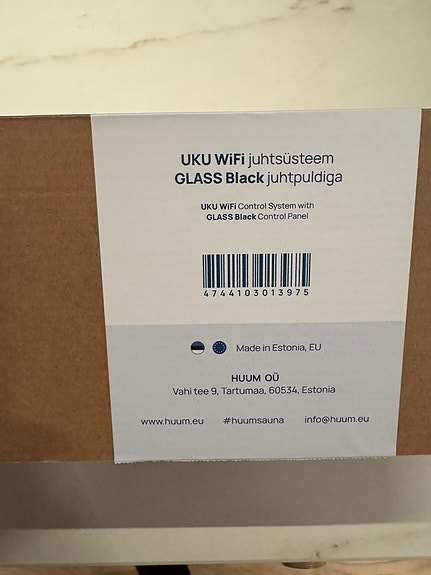 UKU WiFi juhtsüsteem
GLASS Black juhtpuldiga
UKU WiFi Control System with
GLASS Black Control Panel
4744103013975
Made in Estonia, EU
HUUM OÜ
Vahi tee 9, Tartumaa, 60534, Estonia
www.huum.eu #huumsauna info@huum.eu